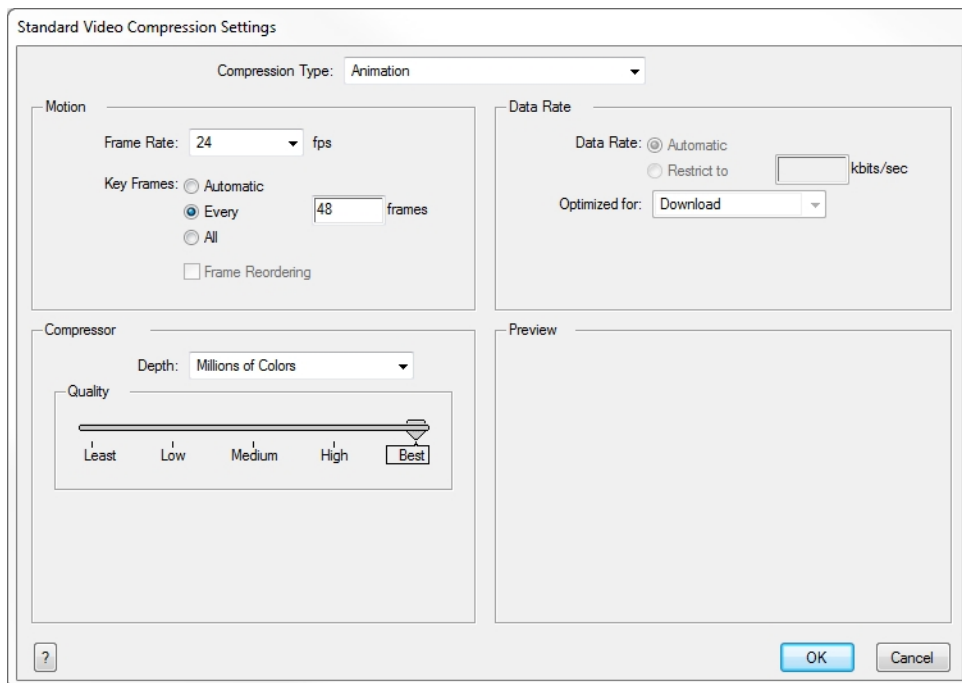 Standard Video Compression Settings
Compression Type: Animation
Motion
Frame Rate: 24 fps
Key Frames: Automatic
Every 48 frames
All
Frame Reordering
Data Rate
Data Rate: Automatic
Restrict to kbits/sec
Optimized for: Download
Compressor
Depth: Millions of Colors
Quality
Least Low Medium High Best
Preview
? OK Cancel